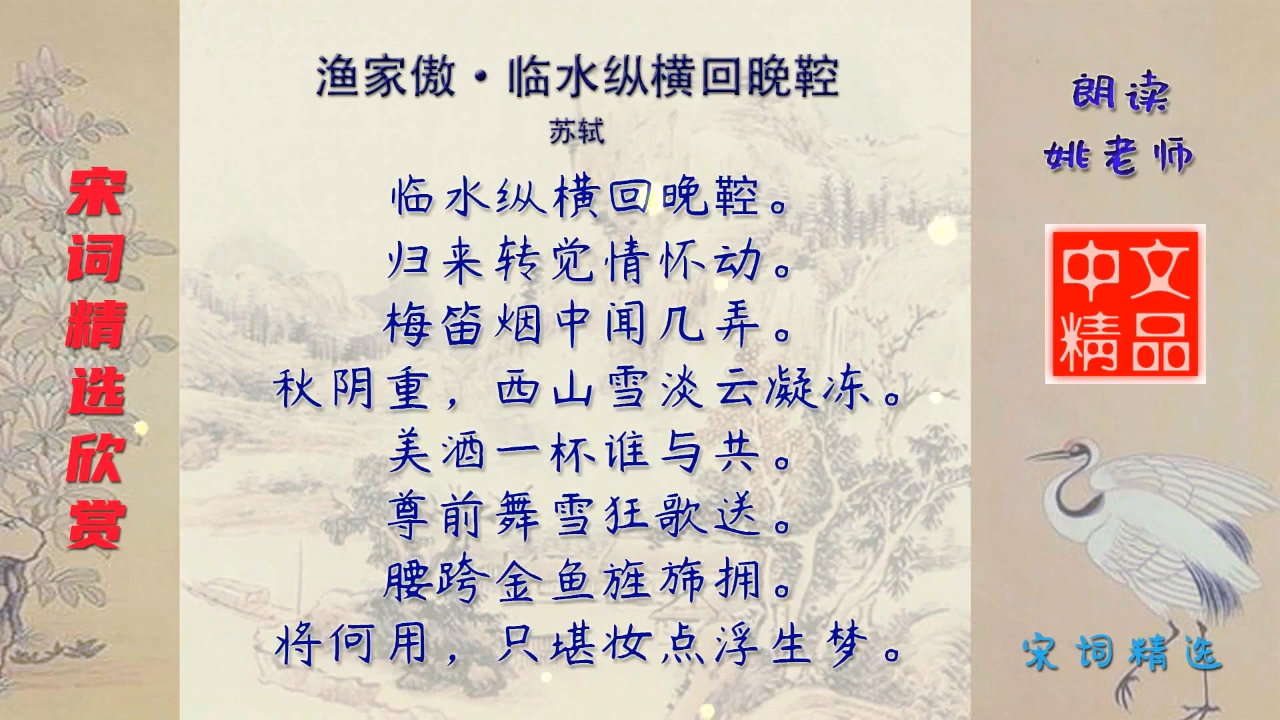 渔家傲·临水纵横回晚鞚
苏轼
临水纵横回晚鞚。
归来转觉情怀动。
梅笛烟中闻几弄。
秋阴重，西山雪淡云凝冻。
美酒一杯谁与共。
尊前舞雪狂歌送。
腰跨金鱼旌旆拥。
将何用，只堪妆点浮生梦。
宋词精选欣赏
朗读
姚老师
中文
精品
宋词精选